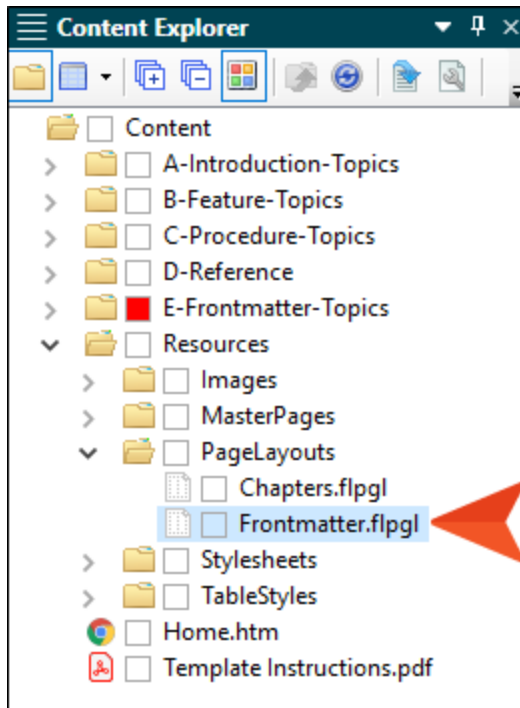 Content Explorer
Content
A-Introduction-Topics
B-Feature-Topics
C-Procedure-Topics
D-Reference
E-Frontmatter-Topics
Resources
Images
MasterPages
PageLayouts
Chapters.flpgl
Frontmatter.flpgl
Stylesheets
TableStyles
Home.htm
Template Instructions.pdf